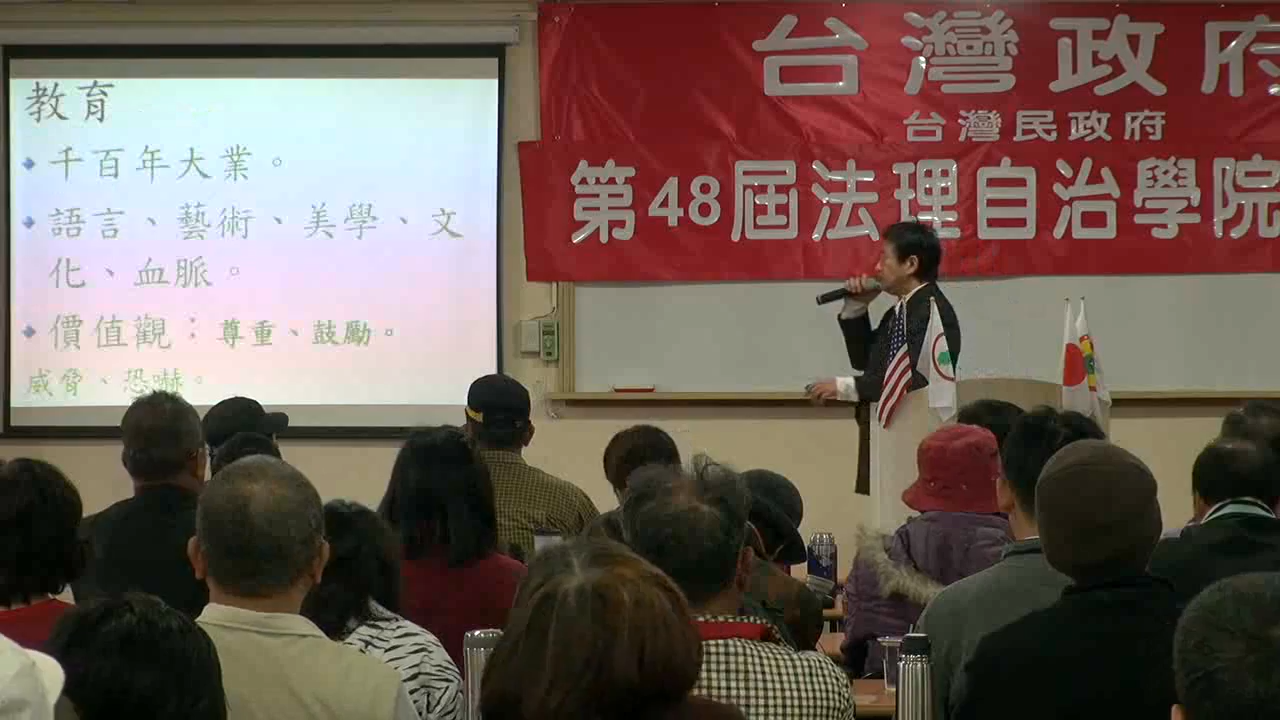 教育
千百年大業。
語言、藝術、美學、文
化、血脈。
價值觀：尊重、鼓勵。
威脅、恐嚇。
台灣政府
台灣民政府
第48屆法理自治學院